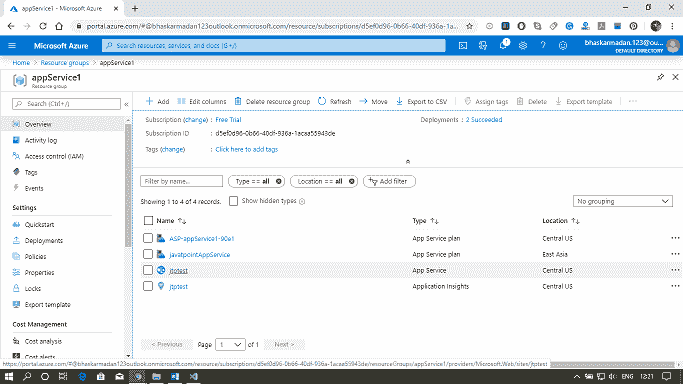 appService1 - Microsoft Azure
portal.azure.com/#@bhaskarmadan123outlook.onmicrosoft.com/resource/subscriptions/d5ef0d96-0b66-40df-936a-1a...
Microsoft Azure
Search resources, services, and docs (G+/)
1
bhaskarmadan.123@ou...
DEFAULT DIRECTORY
Home > Resource groups > appService1
appService1
Resource group
Search (Ctrl+/)
Add
Edit columns
Delete resource group
Refresh
Move
Export to CSV
Assign tags
Delete
Export template
Overview
Activity log
Access control (IAM)
Tags
Events
Settings
Quickstart
Deployments
Policies
Properties
Locks
Export template
Cost Management
Cost analysis
Cost alerts
Subscription (change) : Free Trial
Deployments : 2 Succeeded
Subscription ID : d5ef0d96-0b66-40df-936a-1acaa55943de
Tags (change) : Click here to add tags
Filter by name...
Type == all
Location == all
Add filter
Showing 1 to 4 of 4 records.
Show hidden types
No grouping
Name Type Location
ASP-appService1-90e1 App Service plan Central US
javatpointAppService App Service plan East Asia
jtptest App Service Central US
jtptest Application Insights Central US
< Previous Page 1 of 1 Next >
https://portal.azure.com/#@bhaskarmadan123outlook.onmicrosoft.com/resource/subscriptions/d5ef0d96-0b66-40df-936a-1acaa55943de/resourceGroups/appService1/providers/Microsoft.Web/sites/jtptest
ENG 12:21